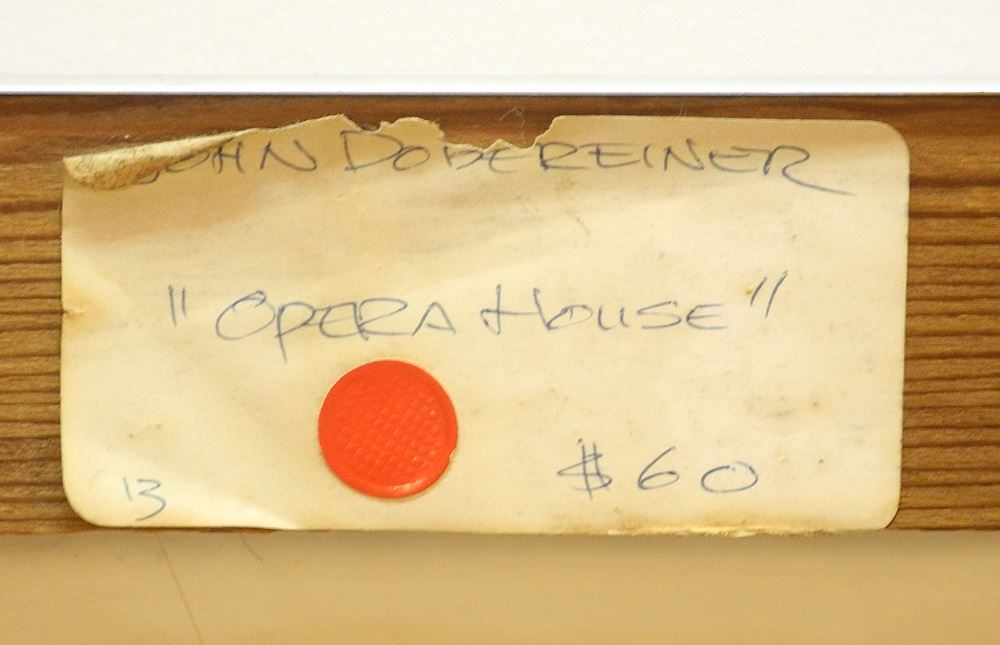 JOHN DOBEREINER
"OPERA HOUSE"
$60
13